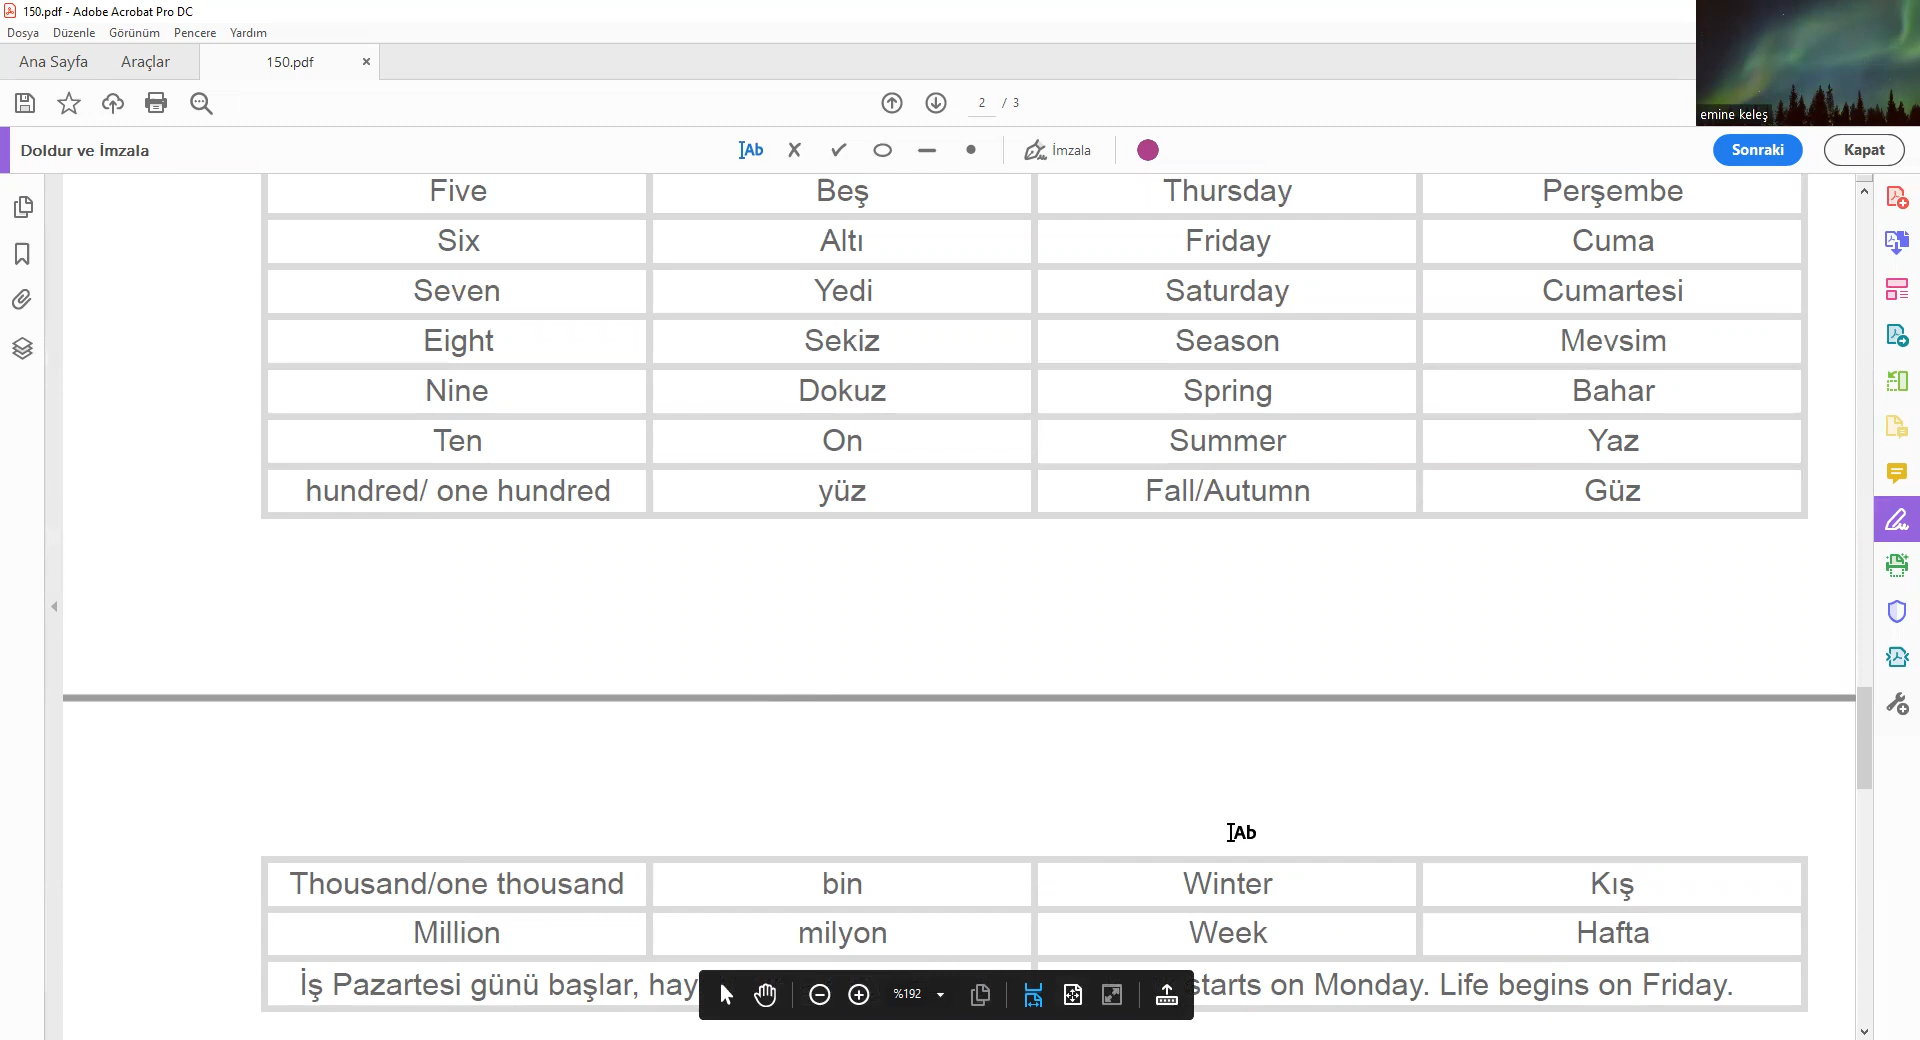 150.pdf - Adobe Acrobat Pro DC
Dosya Düzenle Görünüm Pencere Yardım
Ana Sayfa Araçlar 150.pdf ×
2 / 3
emine keleş
Doldur ve İmzala Ab İmzala Sonraki Kapat
Five Beş Thursday Perşembe
Six Altı Friday Cuma
Seven Yedi Saturday Cumartesi
Eight Sekiz Season Mevsim
Nine Dokuz Spring Bahar
Ten On Summer Yaz
hundred/ one hundred yüz Fall/Autumn Güz
Ab
Thousand/one thousand bin Winter Kış
Million milyon Week Hafta
İş Pazartesi günü başlar, hay starts on Monday. Life begins on Friday.
%192